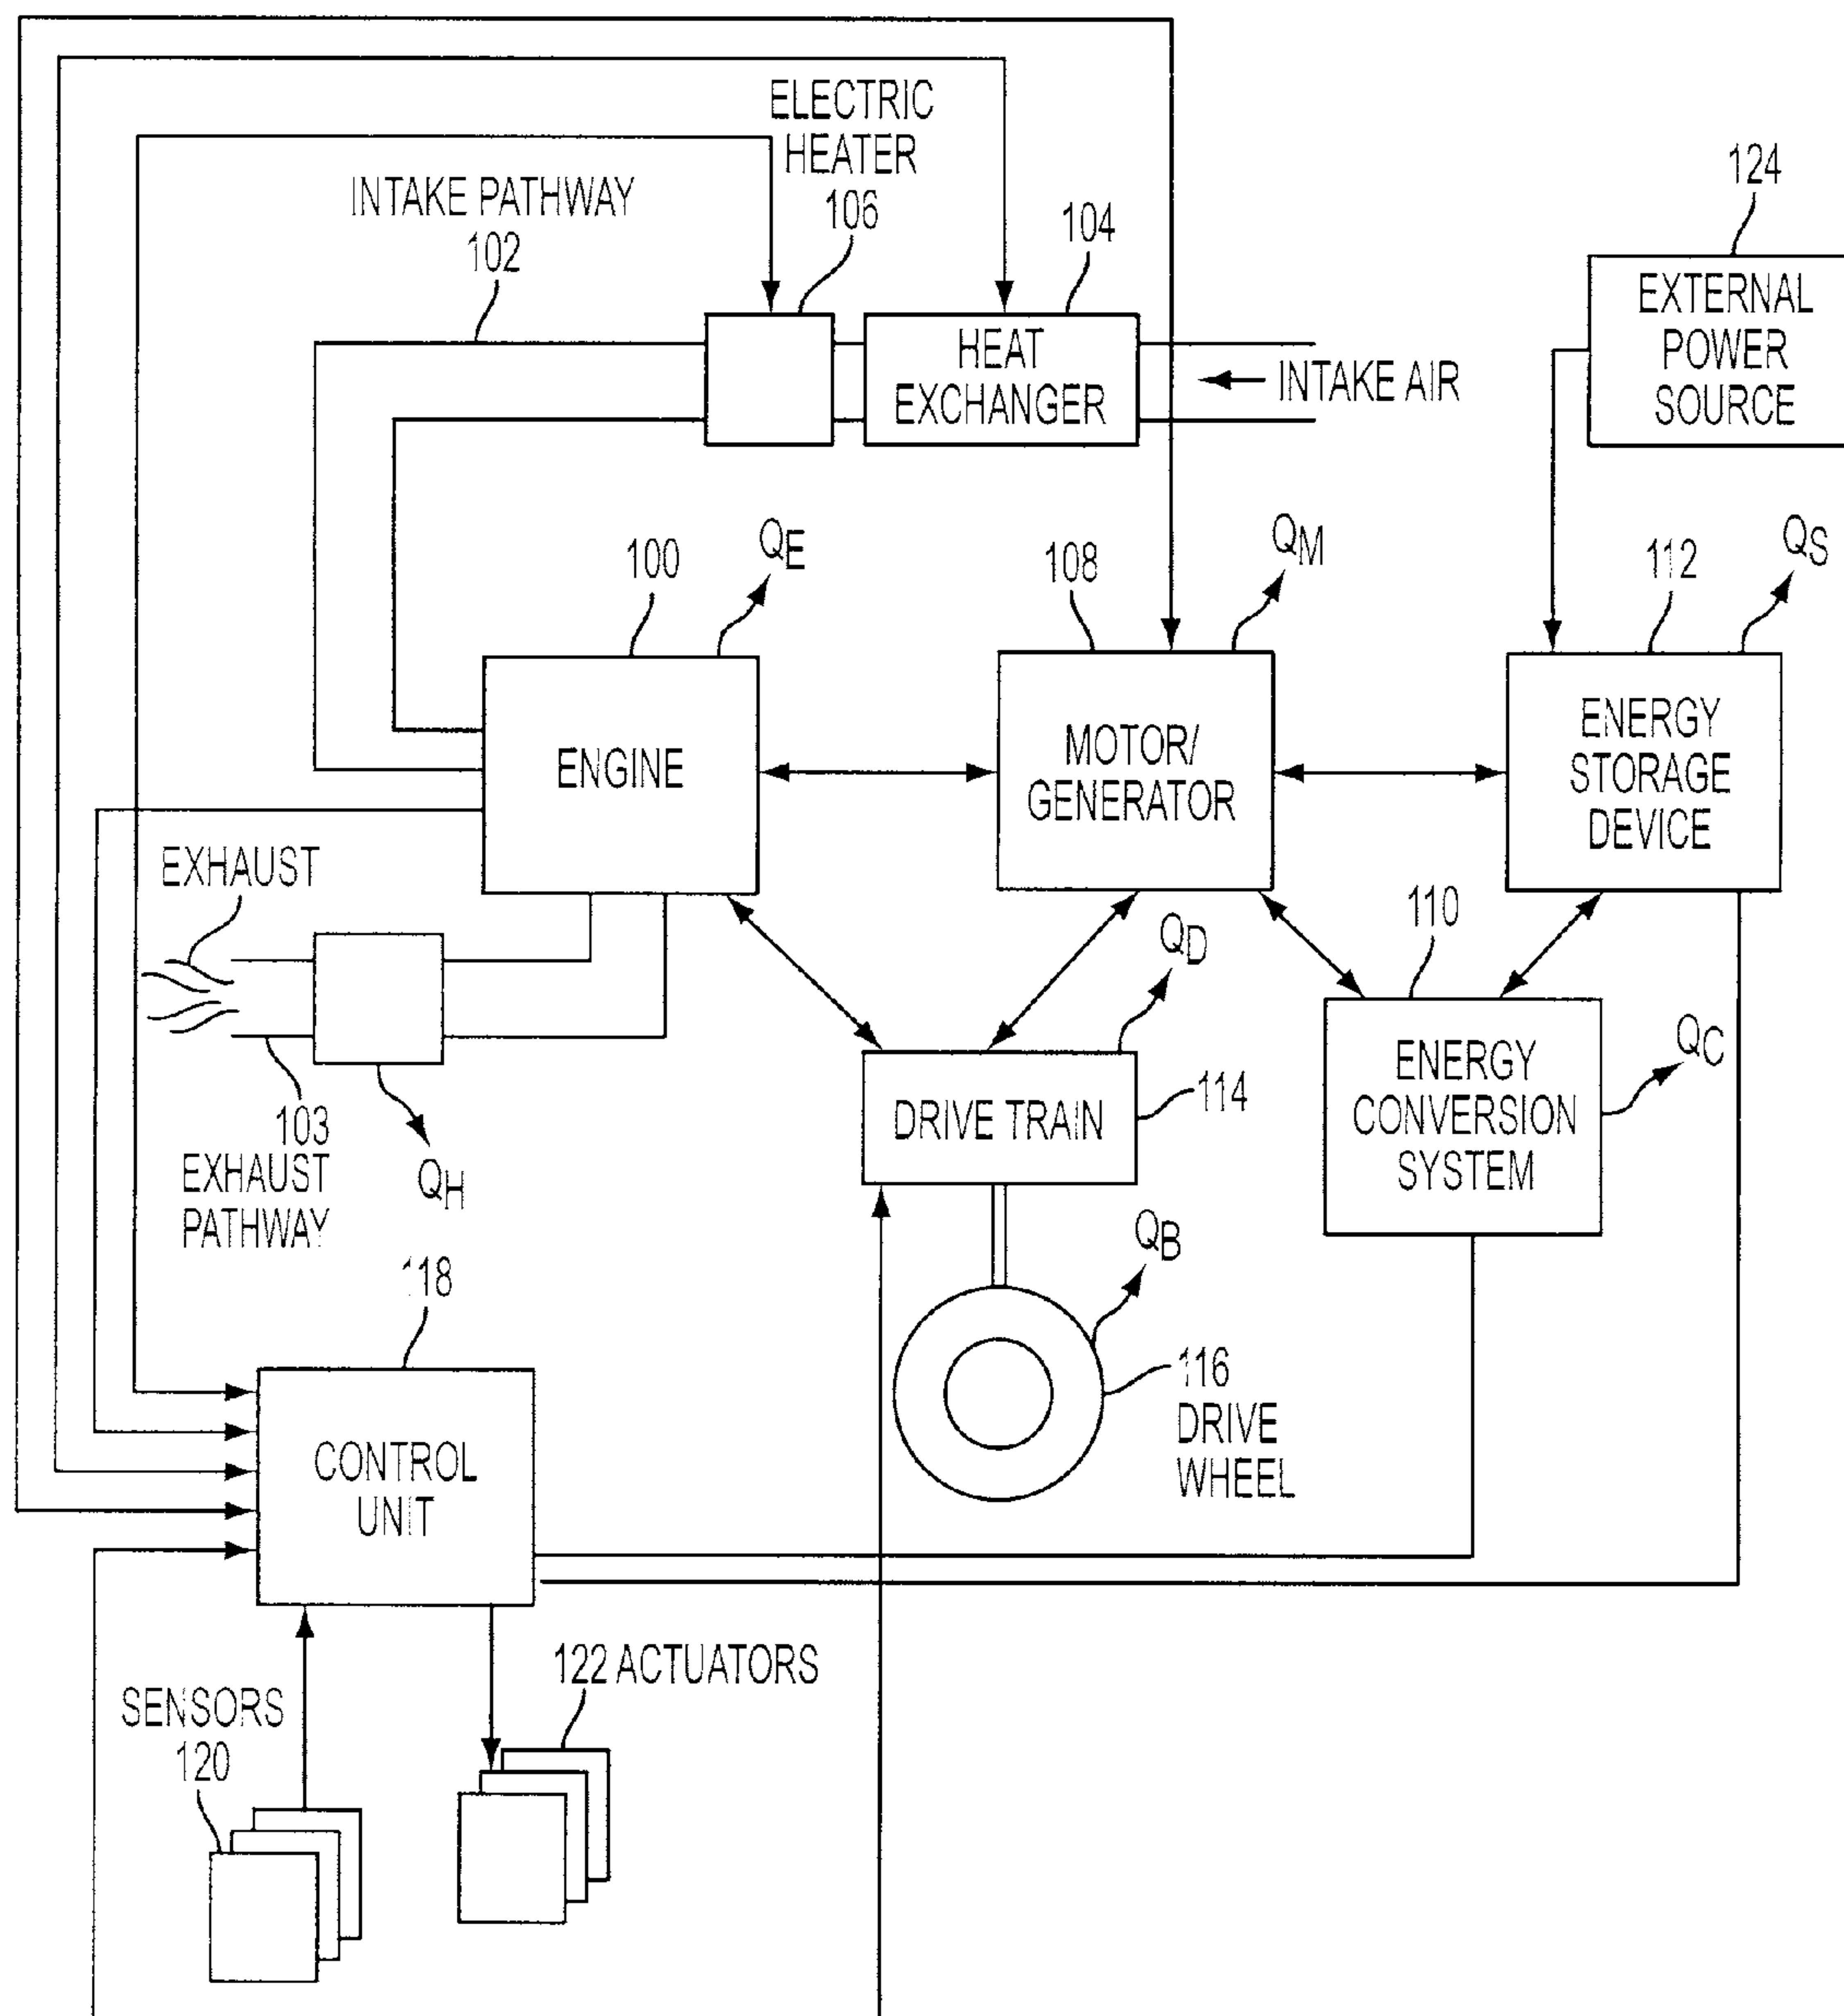 ELECTRIC
HEATER
106
INTAKE PATHWAY
102
104
124
HEAT
EXCHANGER
INTAKE AIR
EXTERNAL
POWER
SOURCE
100
QE
108
QM
112
QS
ENGINE
MOTOR/
GENERATOR
ENERGY
STORAGE
DEVICE
EXHAUST
103
EXHAUST
PATHWAY
QH
QD
110
DRIVE TRAIN
114
ENERGY
CONVERSION
SYSTEM
QC
QB
116
DRIVE
WHEEL
118
CONTROL
UNIT
122 ACTUATORS
SENSORS
120